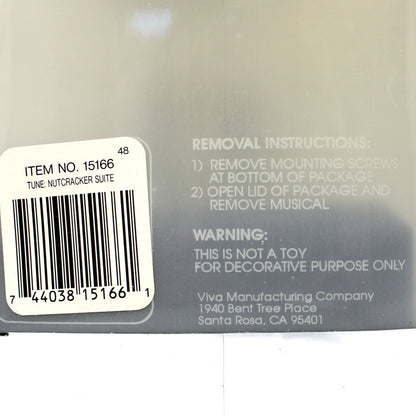 48
ITEM NO. 15166
TUNE: NUTCRACKER SUITE
7 44038 15166 1
REMOVAL INSTRUCTIONS:
1) REMOVE MOUNTING SCREWS
AT BOTTOM OF PACKAGE
2) OPEN LID OF PACKAGE AND
REMOVE MUSICAL
WARNING:
THIS IS NOT A TOY
FOR DECORATIVE PURPOSE ONLY
Viva Manufacturing Company
1940 Bent Tree Place
Santa Rosa, CA 95401